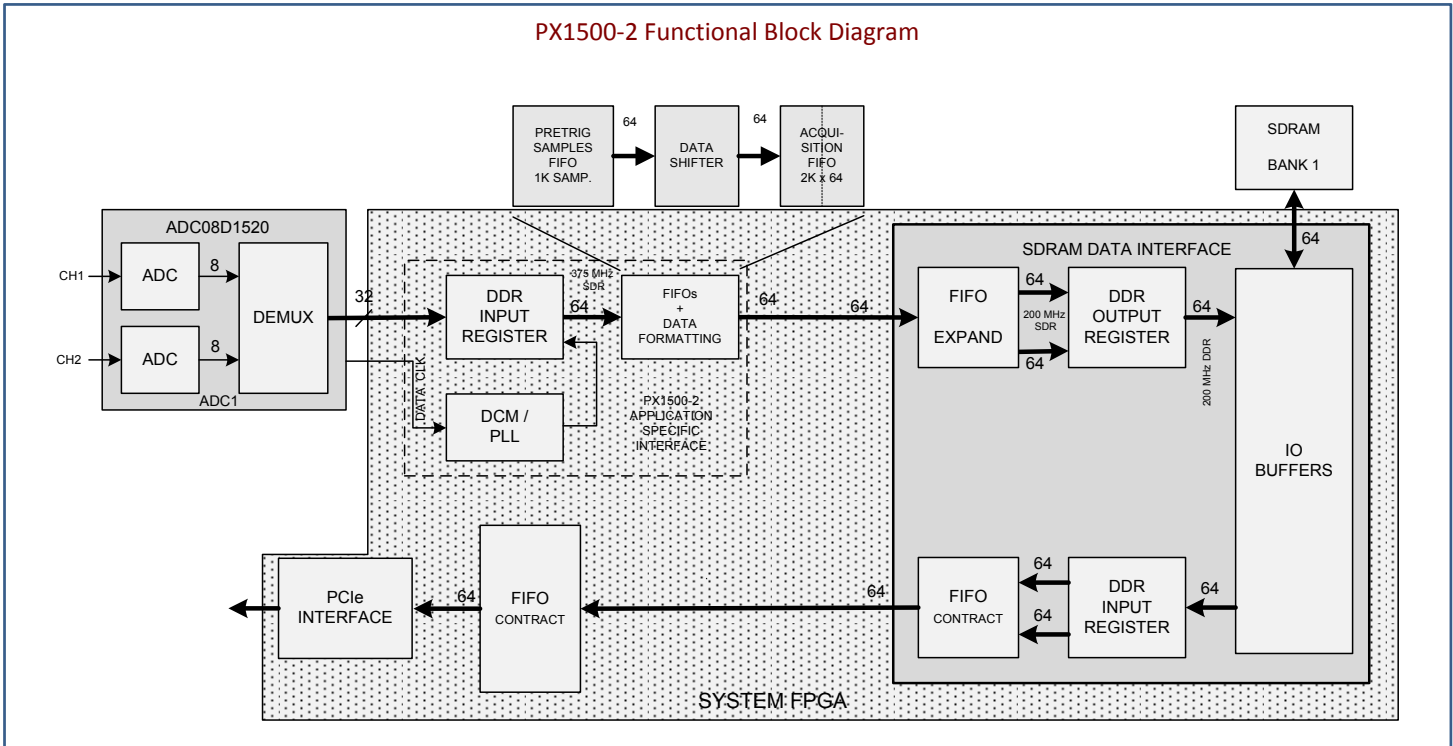 PX1500-2 Functional Block Diagram
PRETRIG
SAMPLES
FIFO
1K SAMP.
64
DATA
SHIFTER
64
ACQUI-
SITION
FIFO
2K x 64
SDRAM
BANK 1
64
ADC08D1520
CH1
ADC
8
CH2
ADC
8
DEMUX
ADC1
32
DATA CLK
DDR
INPUT
REGISTER
375 MHz
SDR
64
FIFOs
+
DATA
FORMATTING
64
64
DCM /
PLL
PX1500-2
APPLICATION
SPECIFIC
INTERFACE
SDRAM DATA INTERFACE
FIFO
EXPAND
64
200 MHz
SDR
64
DDR
OUTPUT
REGISTER
64
200 MHz DDR
IO
BUFFERS
PCIe
INTERFACE
64
FIFO
CONTRACT
64
FIFO
CONTRACT
64
64
DDR
INPUT
REGISTER
64
SYSTEM FPGA